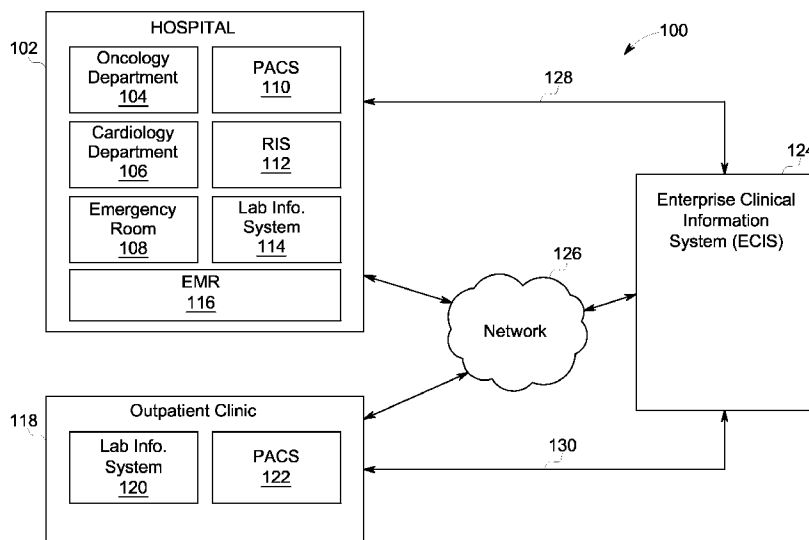 HOSPITAL
100
102
Oncology
Department
104
PACS
110
128
Cardiology
Department
106
RIS
112
124
Enterprise Clinical
Information
System (ECIS)
Emergency
Room
108
Lab Info.
System
114
EMR
116
126
Network
118
Outpatient Clinic
Lab Info.
System
120
PACS
122
130